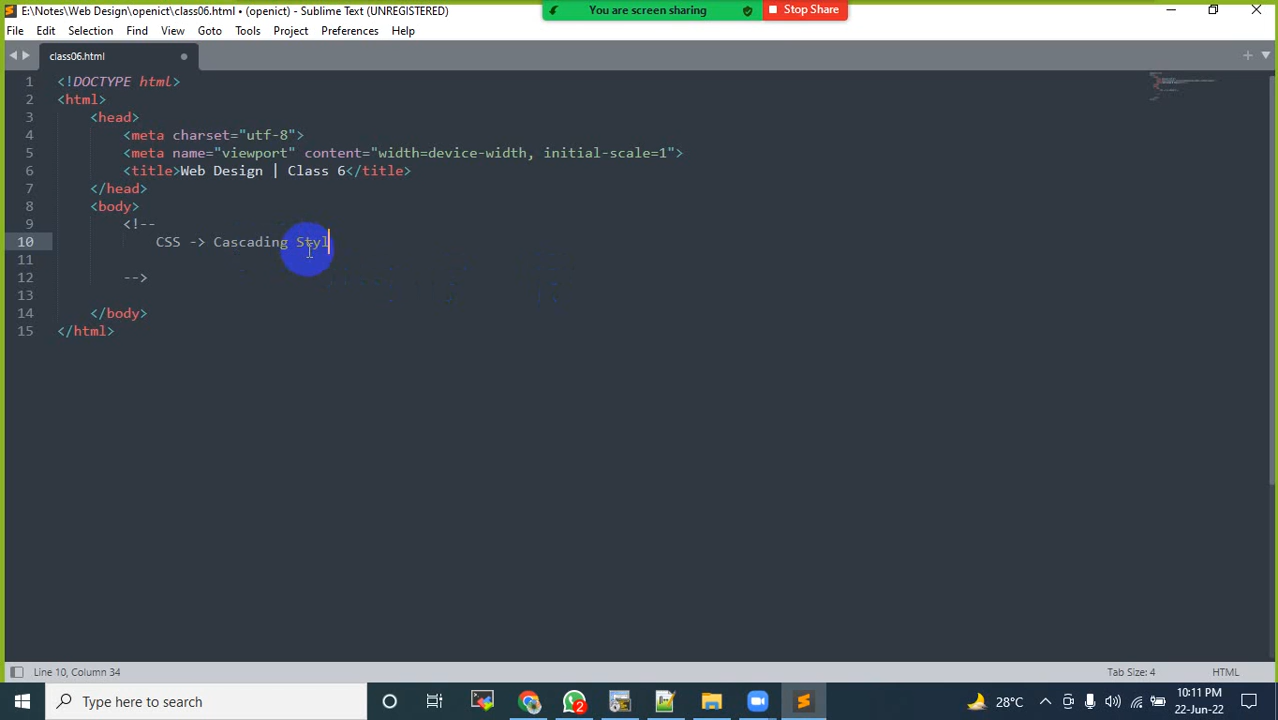 E:\Notes\Web Design\openict\class06.html • (openict) - Sublime Text (UNREGISTERED)
You are screen sharing
Stop Share
File Edit Selection Find View Goto Tools Project Preferences Help
class06.html
1 <!DOCTYPE html>
2 <html>
3 <head>
4 <meta charset="utf-8">
5 <meta name="viewport" content="width=device-width, initial-scale=1">
6 <title>Web Design | Class 6</title>
7 </head>
8 <body>
9 <!--
10 CSS -> Cascading Styl
11
12 -->
13
14 </body>
15 </html>
Line 10, Column 34
Tab Size: 4
HTML
Type here to search
2
28°C
10:11 PM
22-Jun-22